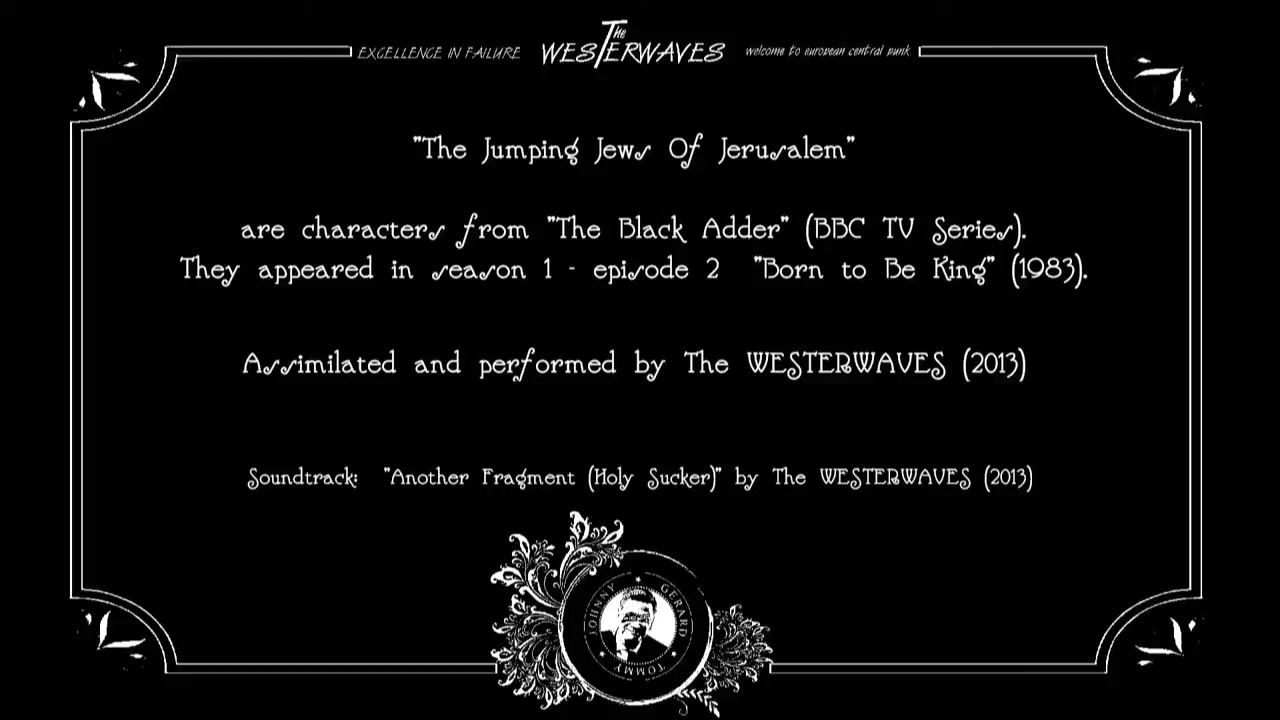 EXCELLENCE IN FAILURE The WESTERWAVES welcome to european central punk
"The Jumping Jews Of Jerusalem"
are characters from "The Black Adder" (BBC TV Series).
They appeared in season 1 - episode 2 "Born to Be King" (1983).
Assimilated and performed by The WESTERWAVES (2013)
Soundtrack: "Another Fragment (Holy Sucker)" by The WESTERWAVES (2013)
JOHNNY GERARD TOMMY